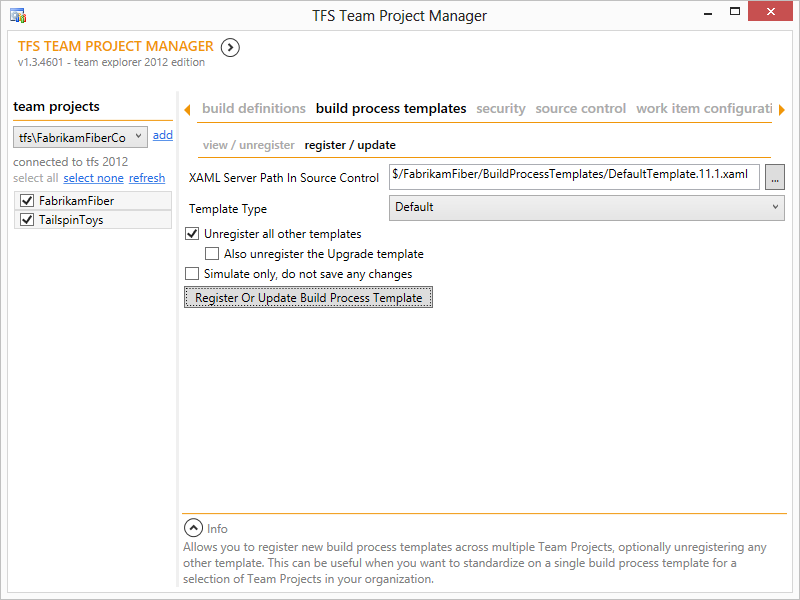 TFS Team Project Manager
TFS TEAM PROJECT MANAGER
v1.3.4601 - team explorer 2012 edition
team projects
tfs\FabrikamFiberCo add
connected to tfs 2012
select all select none refresh
FabrikamFiber
TailspinToys
build definitions build process templates security source control work item configurati
view / unregister register / update
XAML Server Path In Source Control $/FabrikamFiber/BuildProcessTemplates/DefaultTemplate.11.1.xaml ...
Template Type Default
Unregister all other templates
Also unregister the Upgrade template
Simulate only, do not save any changes
Register Or Update Build Process Template
Info
Allows you to register new build process templates across multiple Team Projects, optionally unregistering any
other template. This can be useful when you want to standardize on a single build process template for a
selection of Team Projects in your organization.